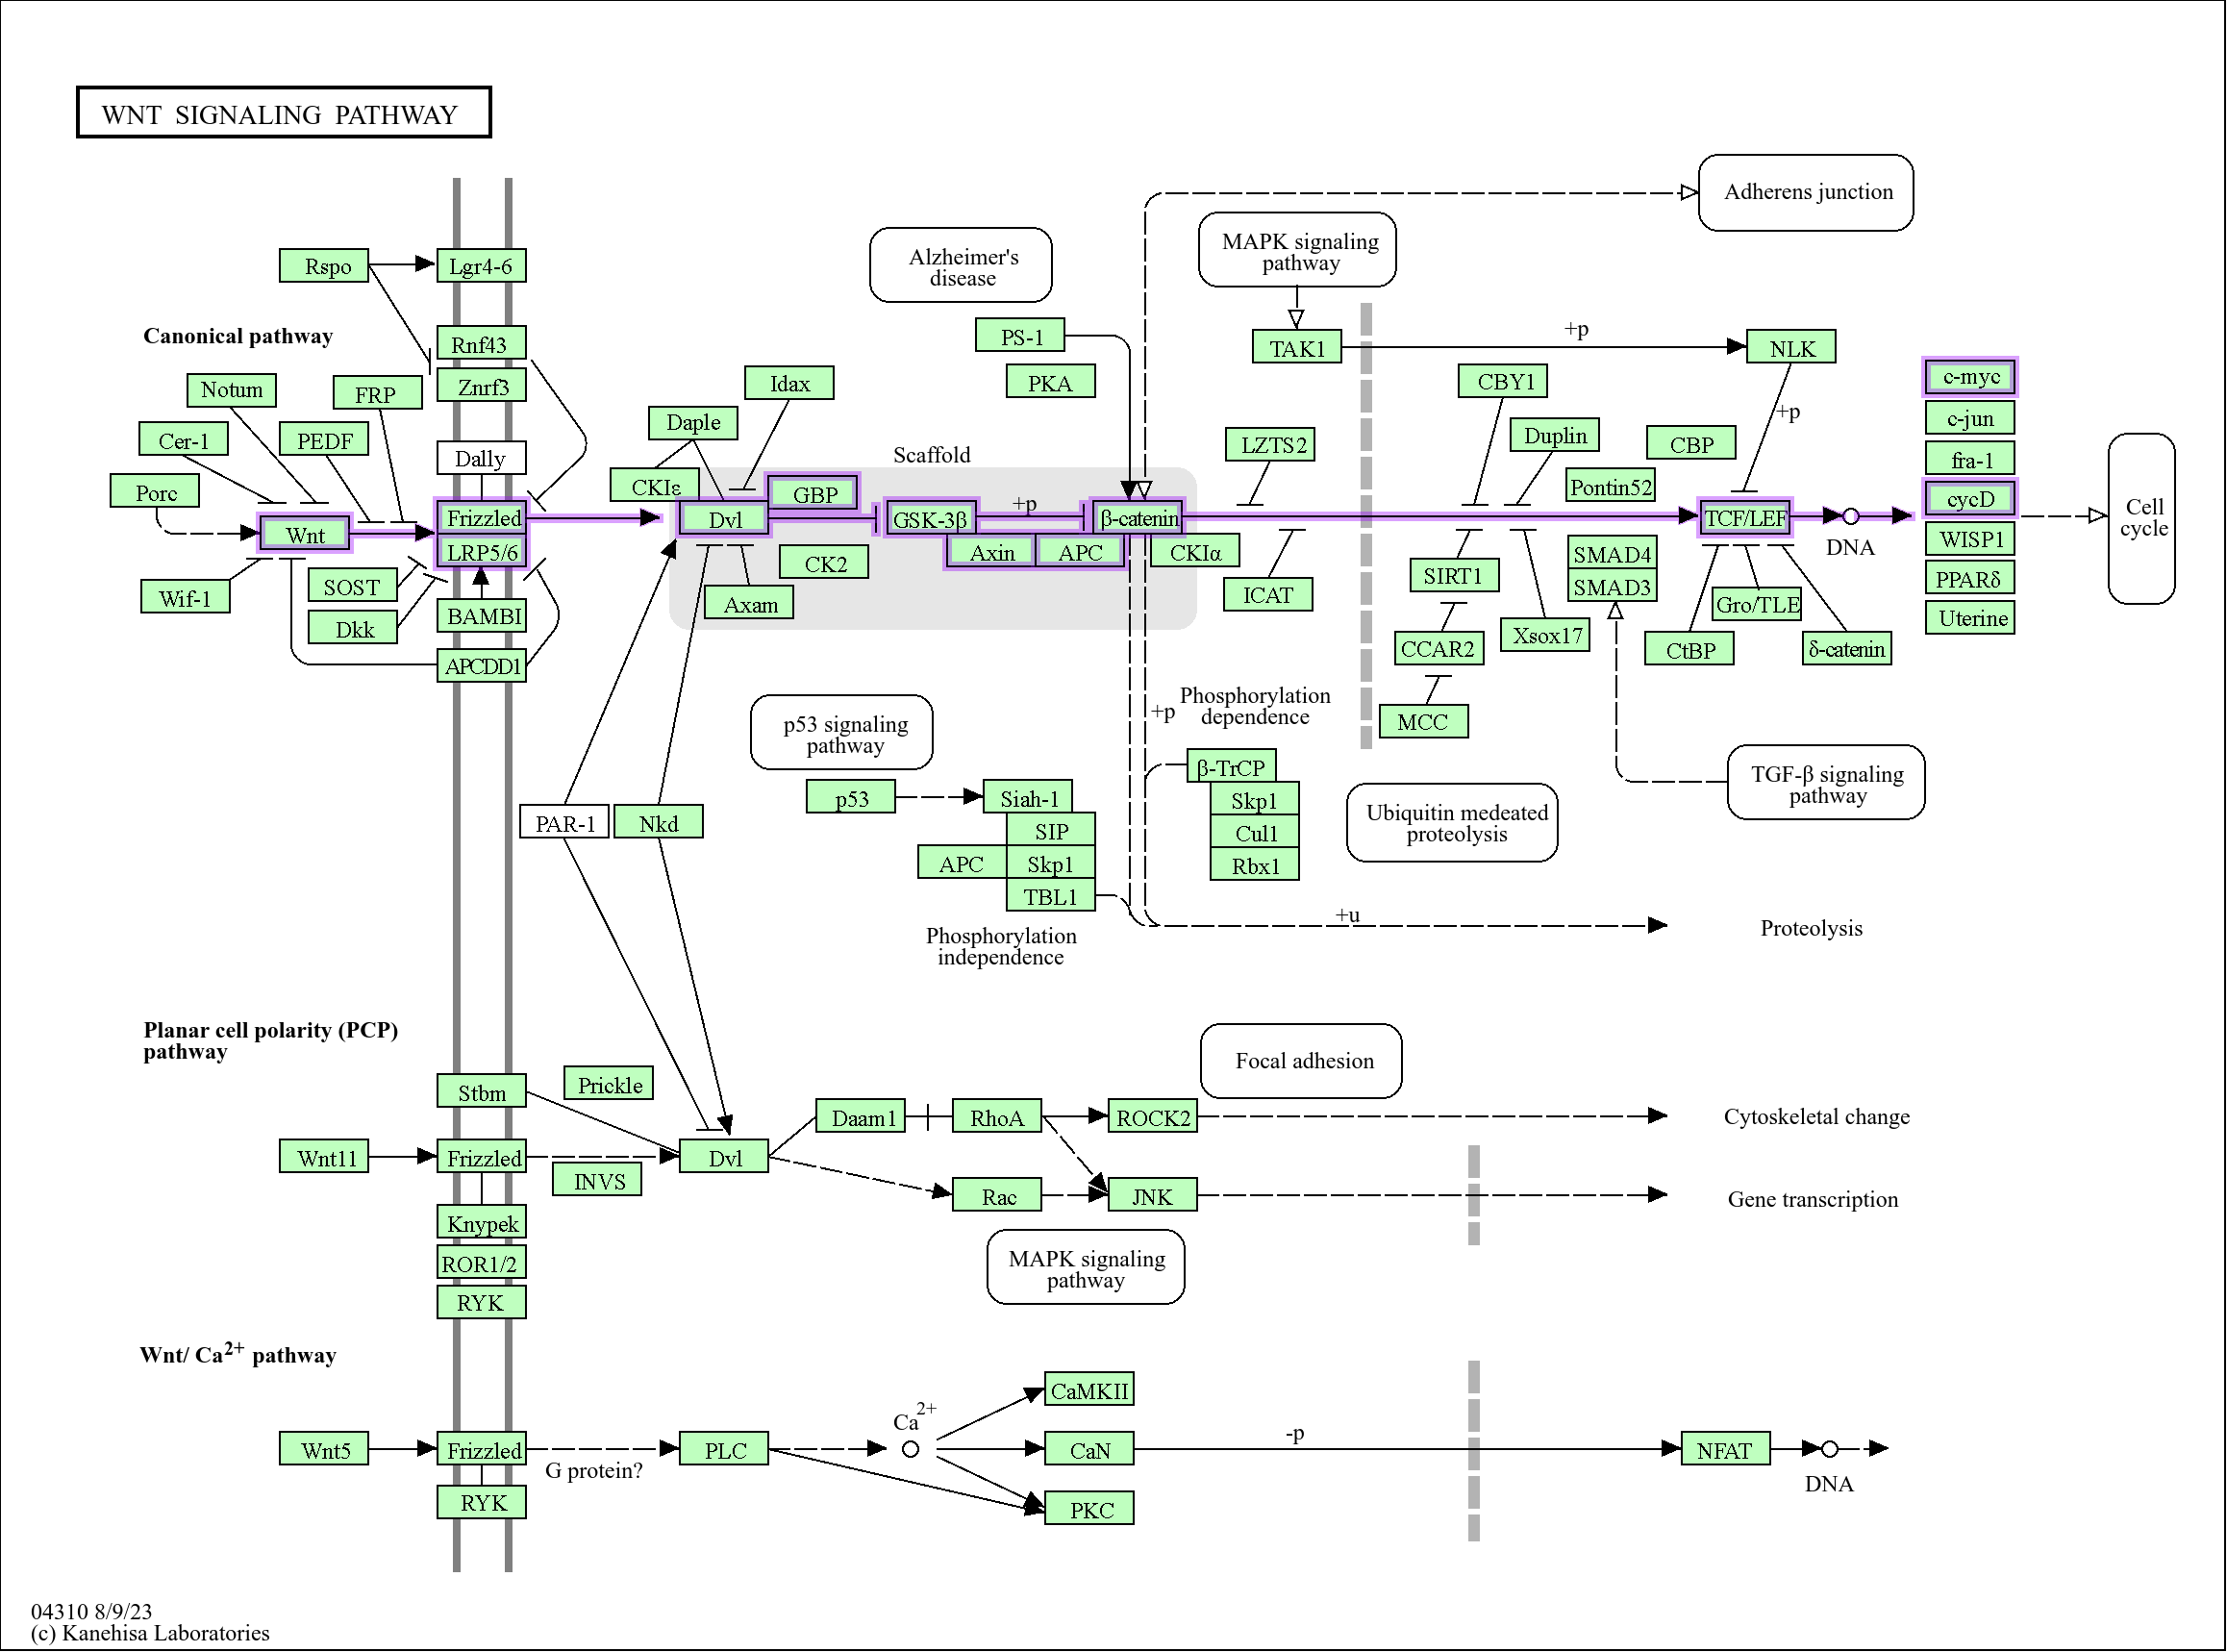 WNT SIGNALING PATHWAY
Adherens junction
MAPK signaling
pathway
Alzheimer's
disease
Rspo
Lgr4-6
Canonical pathway
Rnf43
Znrf3
PS-1
PKA
TAK1
+p
NLK
CBY1
c-myc
Notum
FRP
Idax
Daple
Cer-1
PEDF
Dally
Scaffold
LZTS2
Duplin
CBP
+p
c-jun
fra-1
Porc
CKIε
GBP
Pontin52
cycD
Wnt
Frizzled
LRP5/6
Dvl
GSK-3β
+p
β-catenin
TCF/LEF
DNA
Cell
cycle
Axin
APC
CKIα
CK2
WISP1
PPARδ
Uterine
Wif-1
SOST
Dkk
BAMBI
APCDD1
Axam
ICAT
SIRT1
CCAR2
MCC
Xsox17
SMAD4
SMAD3
Gro/TLE
CtBP
δ-catenin
p53 signaling
pathway
+p
Phosphorylation
dependence
PAR-1
Nkd
p53
Siah-1
SIP
APC
Skp1
TBL1
β-TrCP
Skp1
Cul1
Rbx1
Ubiquitin medeated
proteolysis
TGF-β signaling
pathway
+u
Proteolysis
Phosphorylation
independence
Planar cell polarity (PCP)
pathway
Stbm
Prickle
Focal adhesion
Daam1
RhoA
ROCK2
Cytoskeletal change
Wnt11
Frizzled
INVS
Dvl
Rac
JNK
Gene transcription
Knypek
ROR1/2
RYK
MAPK signaling
pathway
Wnt/ Ca2+ pathway
Wnt5
Frizzled
RYK
G protein?
PLC
Ca2+
CaMKII
CaN
PKC
-p
NFAT
DNA
04310 8/9/23
(c) Kanehisa Laboratories